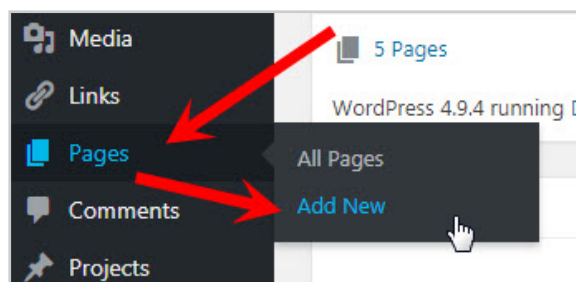 Media
Links
Pages
Comments
Projects
5 Pages
WordPress 4.9.4 running
All Pages
Add New